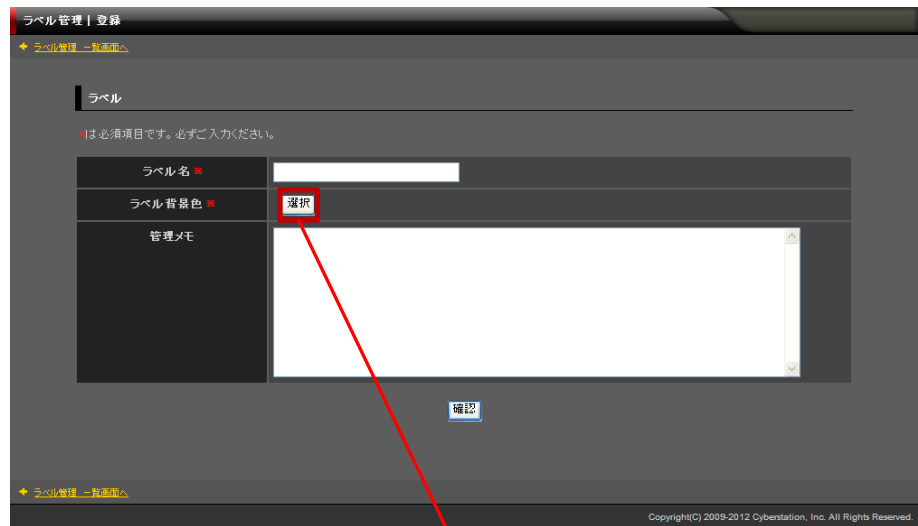 ラベル管理 | 登録
ラベル管理 一覧画面へ
ラベル
※は必須項目です。必ずご入力ください。
ラベル名 ※
ラベル背景色 ※
選択
管理メモ
確認
ラベル管理 一覧画面へ
Copyright(C) 2009-2012 Cyberstation, Inc. All Rights Reserved.